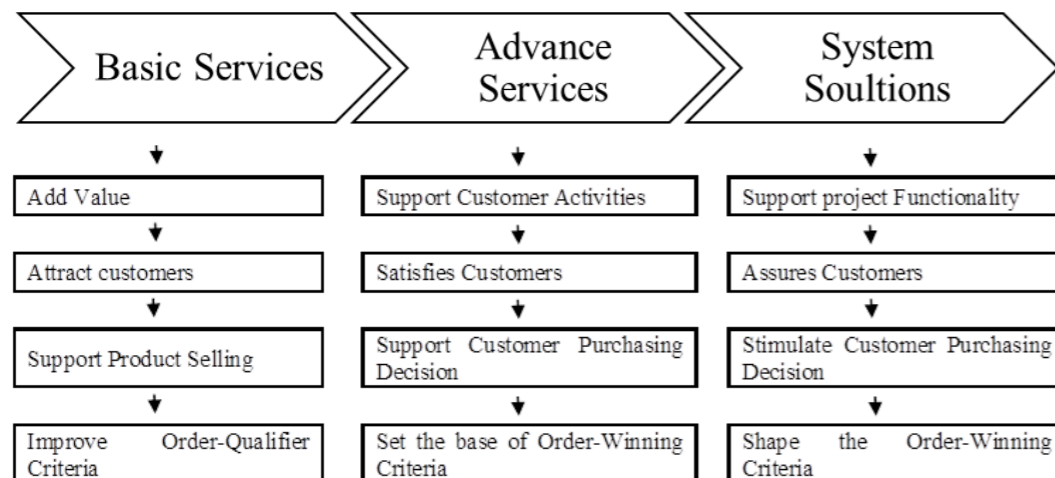 Basic Services
Advance
Services
System
Soultions
Add Value
Attract customers
Support Product Selling
Improve Order-Qualifier
Criteria
Support Customer Activities
Satisfies Customers
Support Customer Purchasing
Decision
Set the base of Order-Winning
Criteria
Support project Functionality
Assures Customers
Stimulate Customer Purchasing
Decision
Shape the Order-Winning
Criteria